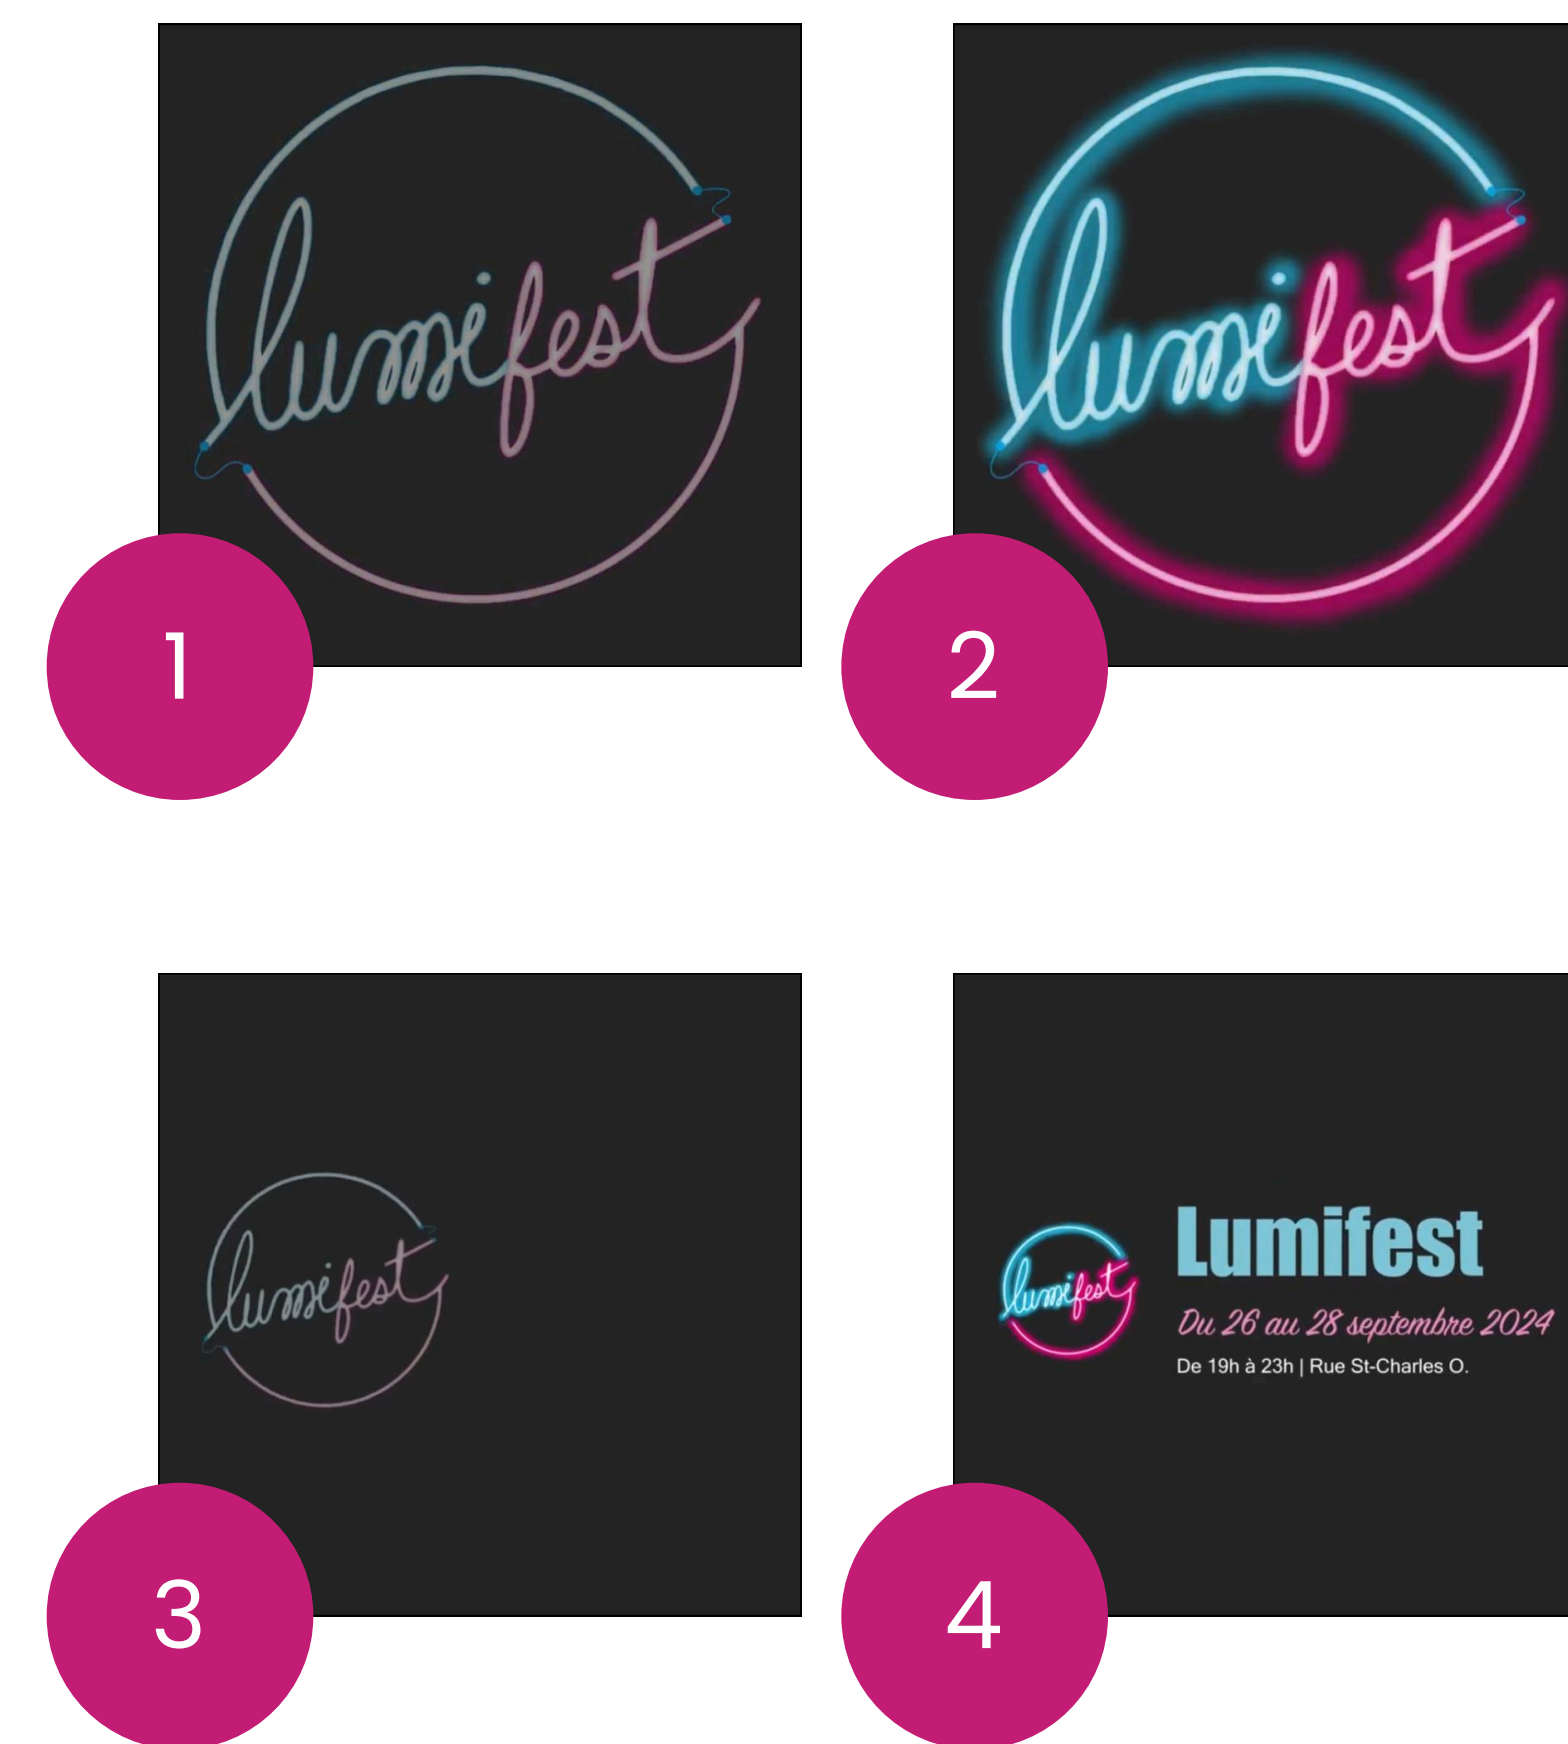 lumifest
1
lumifest
2
lumifest
3
lumifest
Lumifest
Du 26 au 28 septembre 2024
De 19h à 23h | Rue St-Charles O.
4